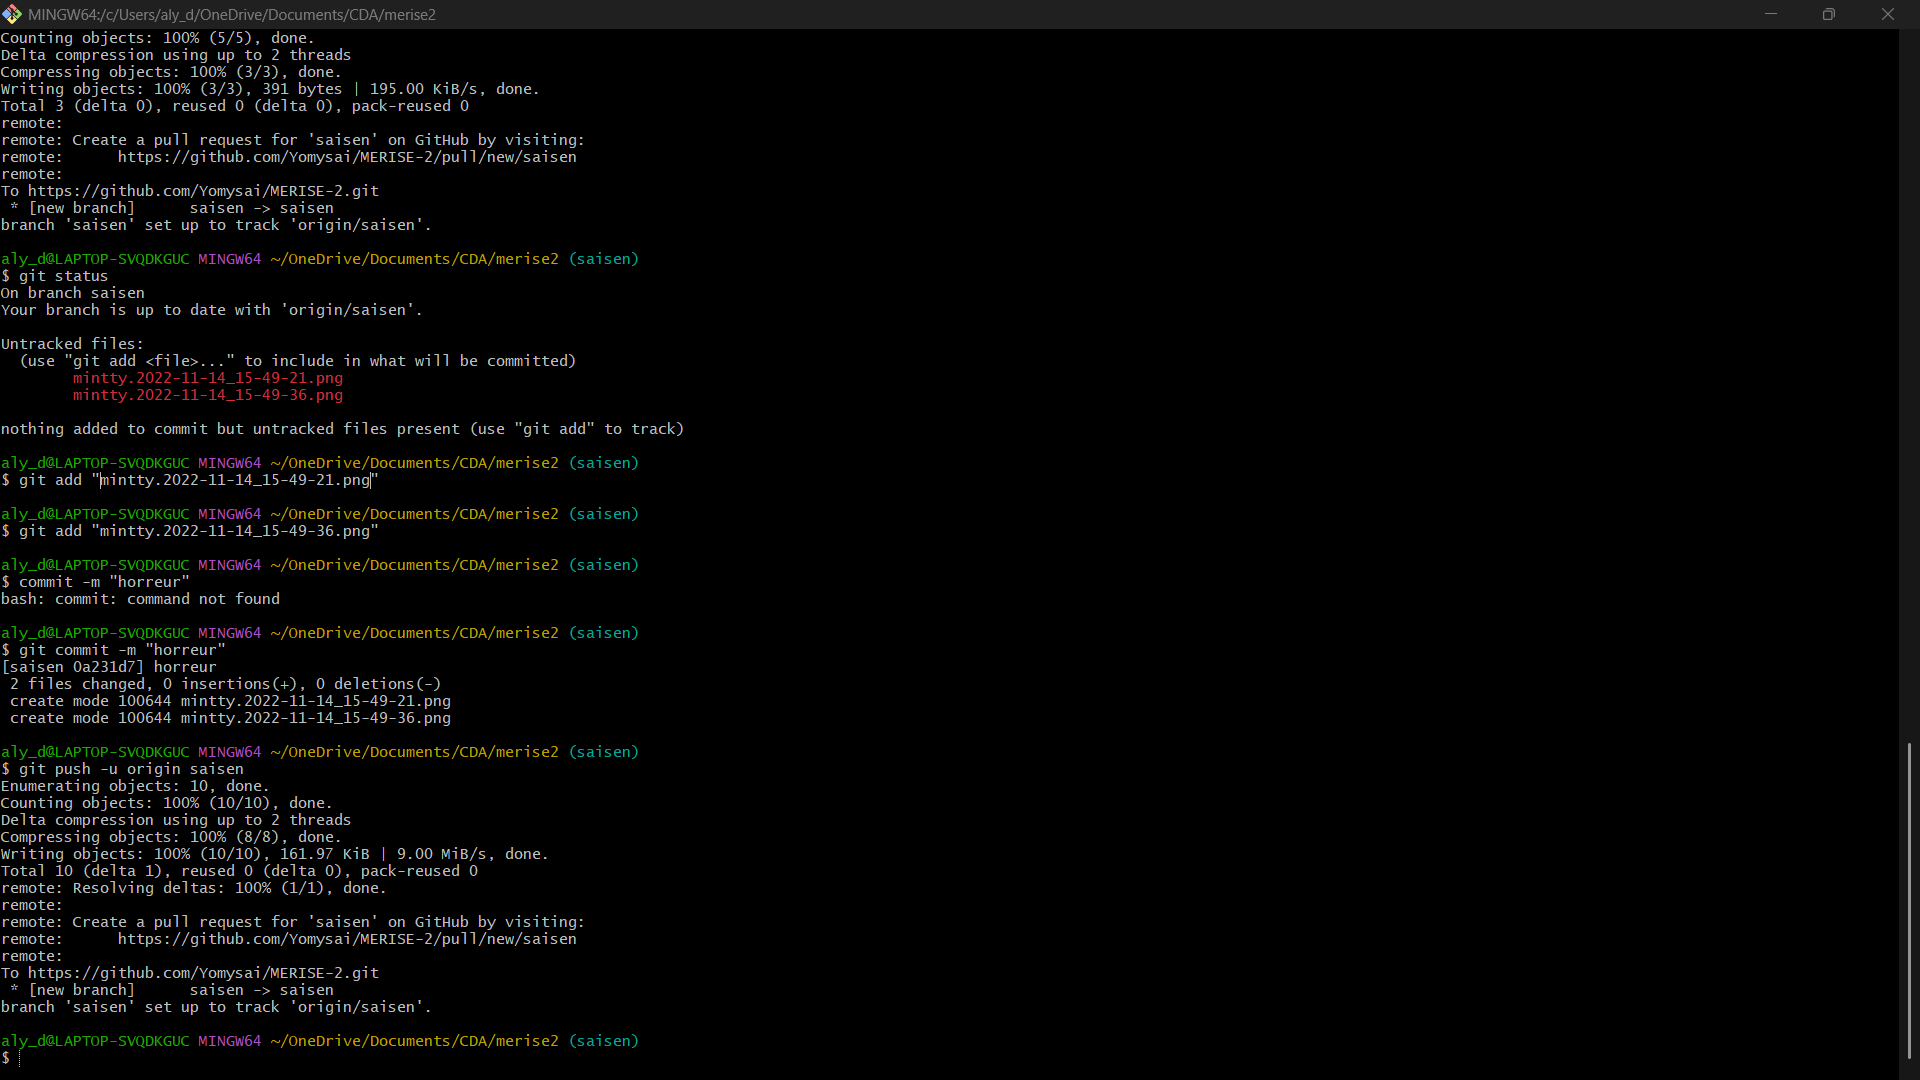 MINGW64:/c/Users/aly_d/OneDrive/Documents/CDA/merise2
Counting objects: 100% (5/5), done.
Delta compression using up to 2 threads
Compressing objects: 100% (3/3), done.
Writing objects: 100% (3/3), 391 bytes | 195.00 KiB/s, done.
Total 3 (delta 0), reused 0 (delta 0), pack-reused 0
remote:
remote: Create a pull request for 'saisen' on GitHub by visiting:
remote:      https://github.com/Yomysai/MERISE-2/pull/new/saisen
remote:
To https://github.com/Yomysai/MERISE-2.git
 * [new branch]      saisen -> saisen
branch 'saisen' set up to track 'origin/saisen'.

aly_d@LAPTOP-SVQDKGUC MINGW64 ~/OneDrive/Documents/CDA/merise2 (saisen)
$ git status
On branch saisen
Your branch is up to date with 'origin/saisen'.

Untracked files:
  (use "git add <file>..." to include in what will be committed)
        mintty.2022-11-14_15-49-21.png
        mintty.2022-11-14_15-49-36.png

nothing added to commit but untracked files present (use "git add" to track)

aly_d@LAPTOP-SVQDKGUC MINGW64 ~/OneDrive/Documents/CDA/merise2 (saisen)
$ git add "mintty.2022-11-14_15-49-21.png"

aly_d@LAPTOP-SVQDKGUC MINGW64 ~/OneDrive/Documents/CDA/merise2 (saisen)
$ git add "mintty.2022-11-14_15-49-36.png"

aly_d@LAPTOP-SVQDKGUC MINGW64 ~/OneDrive/Documents/CDA/merise2 (saisen)
$ commit -m "horreur"
bash: commit: command not found

aly_d@LAPTOP-SVQDKGUC MINGW64 ~/OneDrive/Documents/CDA/merise2 (saisen)
$ git commit -m "horreur"
[saisen 0a231d7] horreur
 2 files changed, 0 insertions(+), 0 deletions(-)
 create mode 100644 mintty.2022-11-14_15-49-21.png
 create mode 100644 mintty.2022-11-14_15-49-36.png

aly_d@LAPTOP-SVQDKGUC MINGW64 ~/OneDrive/Documents/CDA/merise2 (saisen)
$ git push -u origin saisen
Enumerating objects: 10, done.
Counting objects: 100% (10/10), done.
Delta compression using up to 2 threads
Compressing objects: 100% (8/8), done.
Writing objects: 100% (10/10), 161.97 KiB | 9.00 MiB/s, done.
Total 10 (delta 1), reused 0 (delta 0), pack-reused 0
remote: Resolving deltas: 100% (1/1), done.
remote:
remote: Create a pull request for 'saisen' on GitHub by visiting:
remote:      https://github.com/Yomysai/MERISE-2/pull/new/saisen
remote:
To https://github.com/Yomysai/MERISE-2.git
 * [new branch]      saisen -> saisen
branch 'saisen' set up to track 'origin/saisen'.

aly_d@LAPTOP-SVQDKGUC MINGW64 ~/OneDrive/Documents/CDA/merise2 (saisen)
$